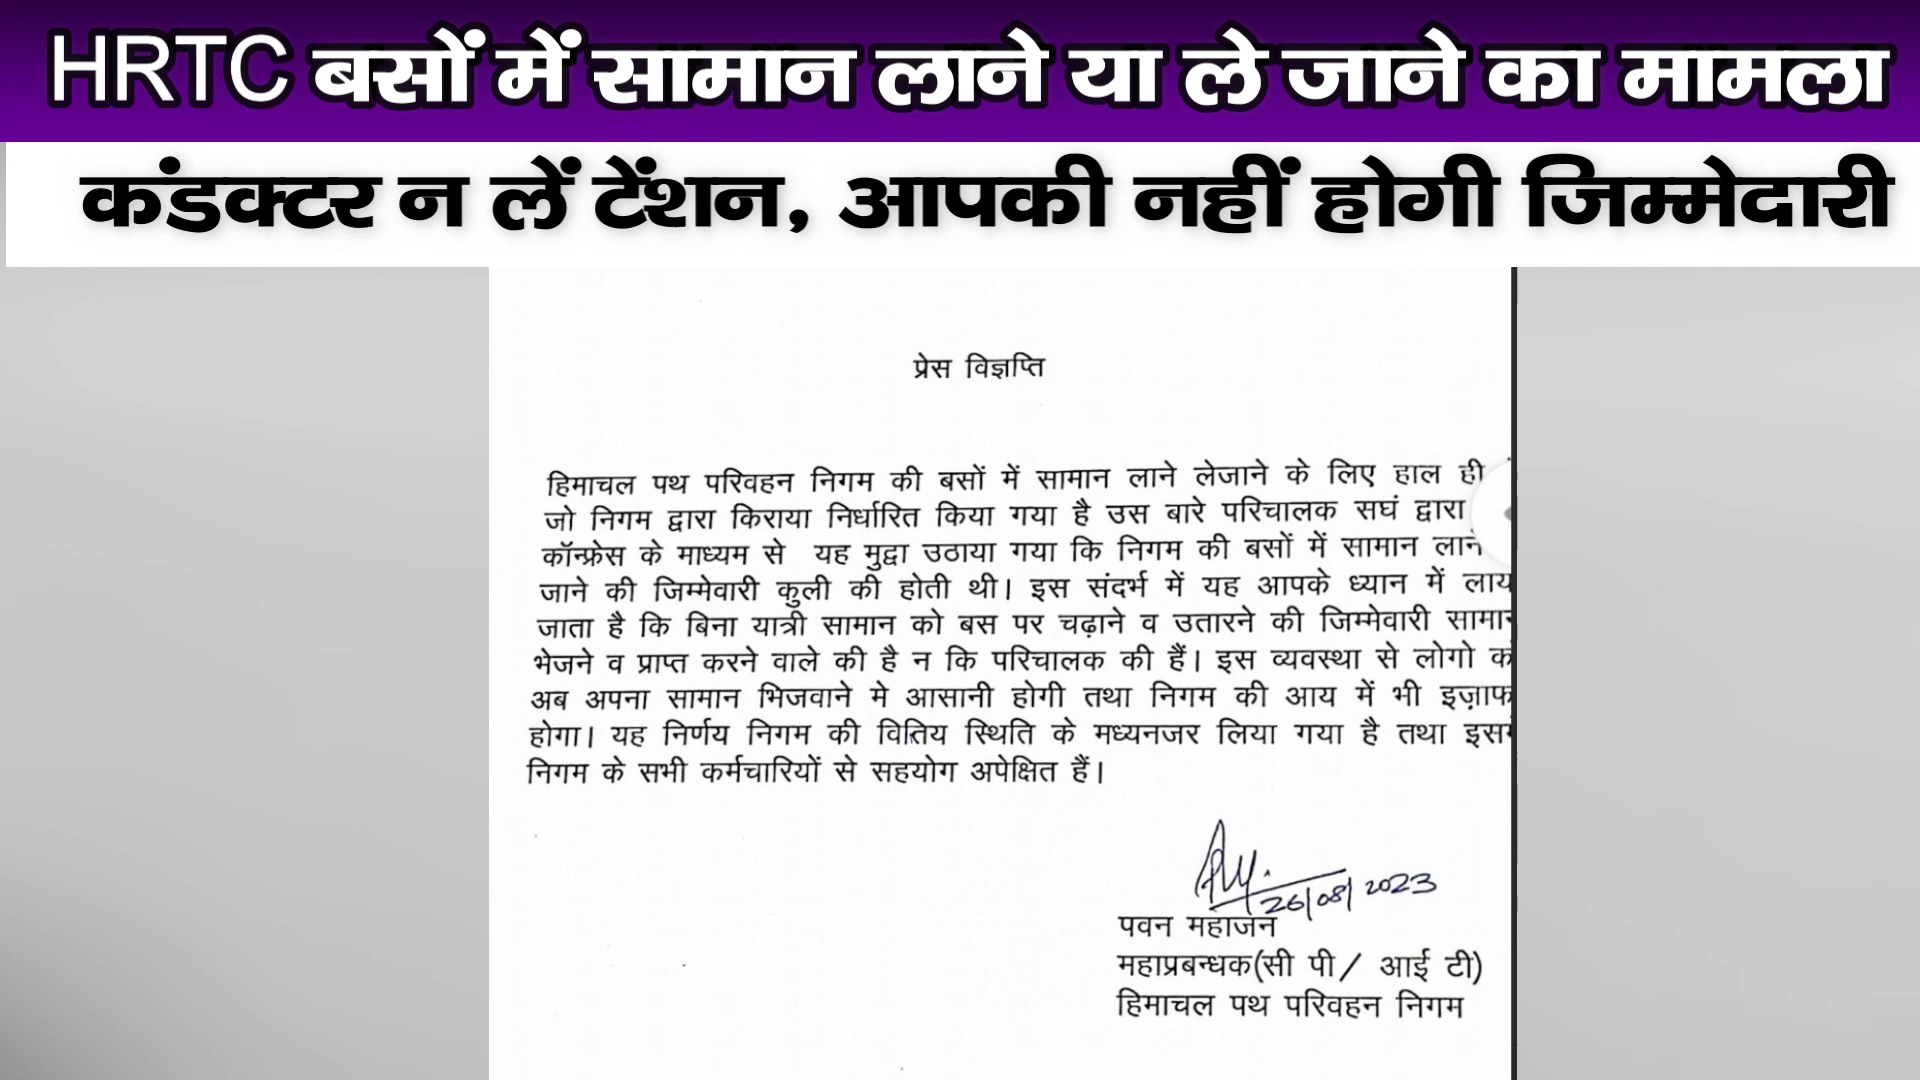 HRTC बसों में सामान लाने या ले जाने का मामला
कंडक्टर न लें टेंशन, आपकी नहीं होगी जिम्मेदारी
प्रेस विज्ञप्ति
हिमाचल पथ परिवहन निगम की बसों में सामान लाने लेजाने के लिए हाल ही
जो निगम द्वारा किराया निर्धारित किया गया है उस बारे परिचालक सघं द्वारा
कॉन्फ्रेस के माध्यम से यह मुद्वा उठाया गया कि निगम की बसों में सामान लाने
जाने की जिम्मेवारी कुली की होती थी। इस संदर्भ में यह आपके ध्यान में लाय
जाता है कि बिना यात्री सामान को बस पर चढ़ाने व उतारने की जिम्मेवारी सामान
भेजने व प्राप्त करने वाले की है न कि परिचालक की हैं। इस व्यवस्था से लोगो क
अब अपना सामान भिजवाने मे आसानी होगी तथा निगम की आय में भी इज़ाफ
होगा। यह निर्णय निगम की वितिय स्थिति के मध्यनजर लिया गया है तथा इस
निगम के सभी कर्मचारियों से सहयोग अपेक्षित हैं।
26/08/2023
पवन महाजन
महाप्रबन्धक(सी पी/ आई टी)
हिमाचल पथ परिवहन निगम